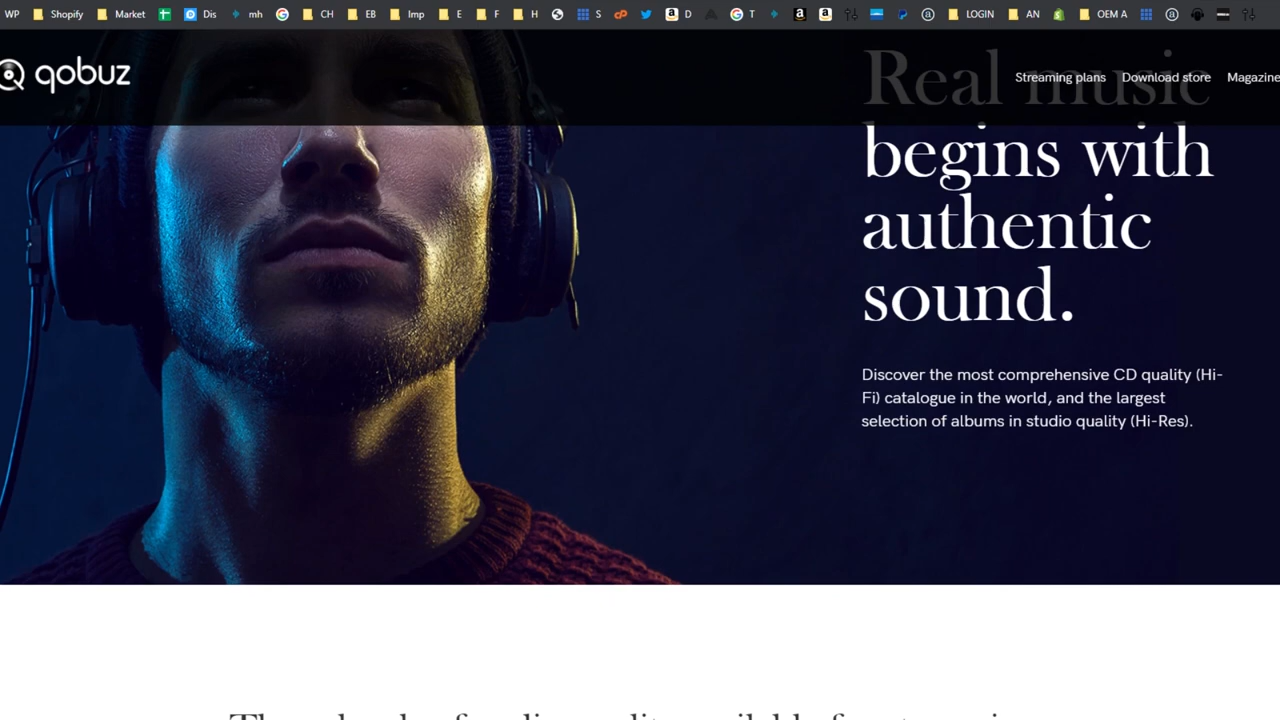 WP Shopify Market Dis mh CH EB Imp E F H S D T LOGIN AN OEM A
qobuz
Streaming plans Download store Magazine
Real music
begins with
authentic
sound.
Discover the most comprehensive CD quality (Hi-
Fi) catalogue in the world, and the largest
selection of albums in studio quality (Hi-Res).